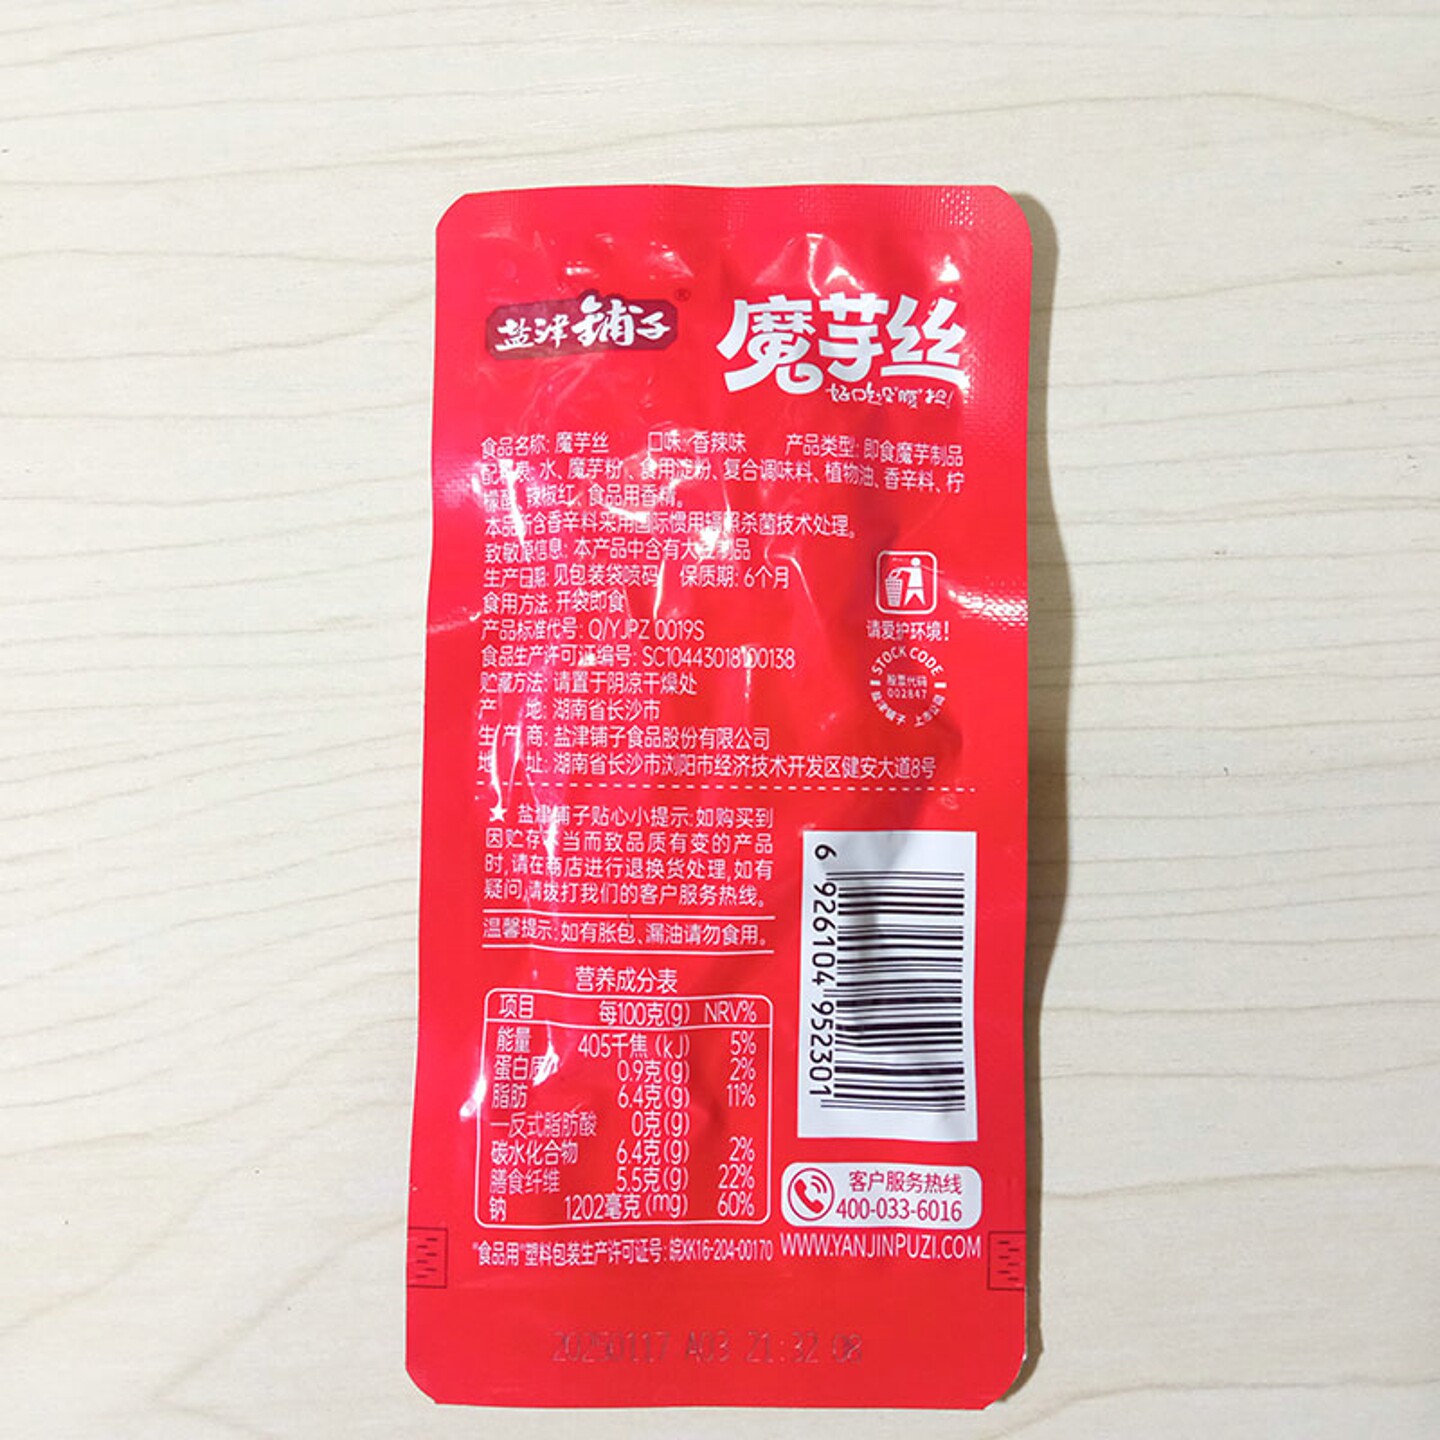 盐津铺子®
魔芋丝
好吃没"腹"担!
食品名称: 魔芋丝 口味: 香辣味 产品类型: 即食魔芋制品
配料表: 水、魔芋粉、食用淀粉、复合调味料、植物油、香辛料、柠
檬酸、辣椒红、食品用香精。
本品所含香辛料采用国际惯用辐照杀菌技术处理。
致敏原信息: 本产品中含有大豆制品
生产日期: 见包装袋喷码 保质期: 6个月
食用方法: 开袋即食
产品标准代号: Q/YJPZ 0019S
食品生产许可证编号: SC10443018100138
贮藏方法: 请置于阴凉干燥处
产 地: 湖南省长沙市
生 产 商: 盐津铺子食品股份有限公司
地 址: 湖南省长沙市浏阳市经济技术开发区健安大道8号
请爱护环境!
STOCK CODE
股票代码
002847
盐津铺子 上市公司
★ 盐津铺子贴心小提示: 如购买到
因贮存不当而致品质有变的产品
时,请在商店进行退换货处理,如有
疑问,请拨打我们的客户服务热线。
温馨提示: 如有胀包、漏油请勿食用。
营养成分表
项目 每100克(g) NRV%
能量 405千焦(kJ) 5%
蛋白质 0.9克(g) 2%
脂肪 6.4克(g) 11%
—反式脂肪酸 0克(g)
碳水化合物 6.4克(g) 2%
膳食纤维 5.5克(g) 22%
钠 1202毫克(mg) 60%
"食品用"塑料包装生产许可证号: 皖XK16-204-00170
6 926104 952301
客户服务热线
400-033-6016
WWW.YANJINPUZI.COM
20250117 A03 21:32 08